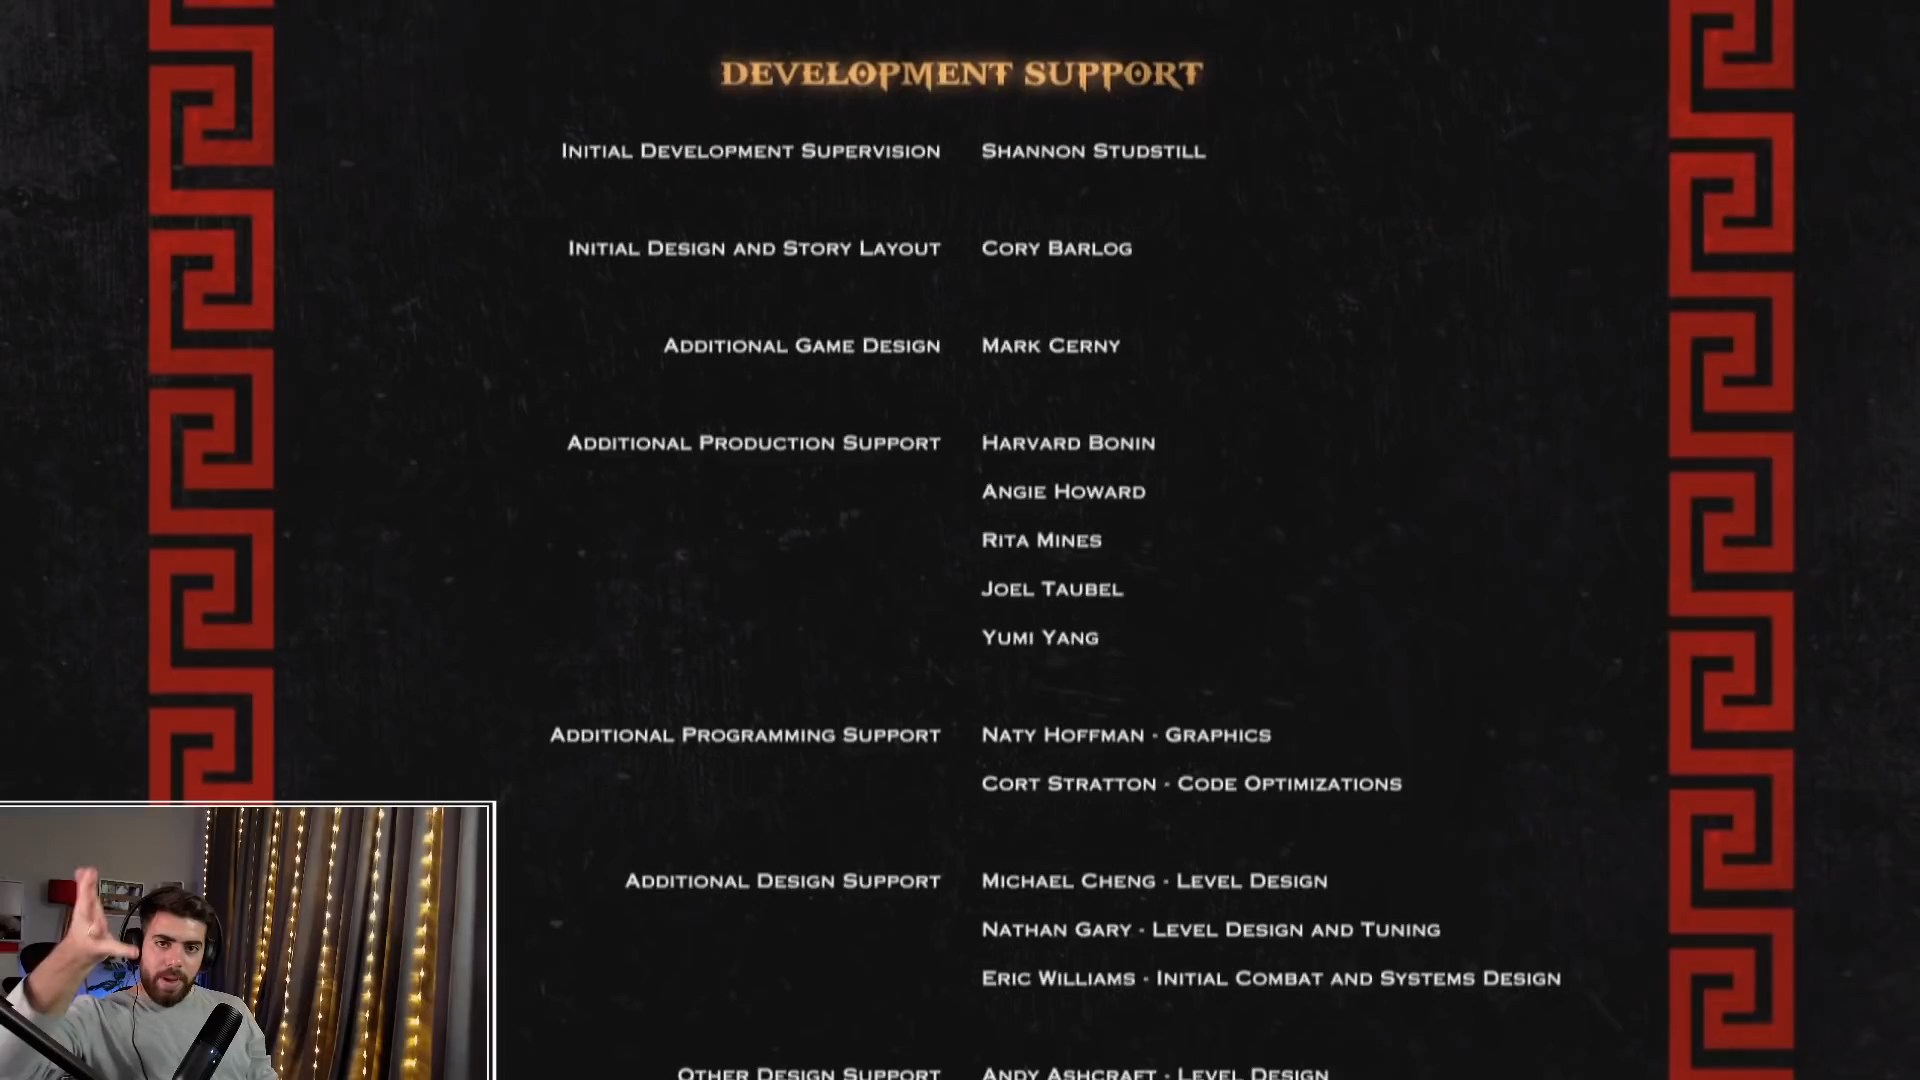 DEVELOPMENT SUPPORT
INITIAL DEVELOPMENT SUPERVISION SHANNON STUDSTILL
INITIAL DESIGN AND STORY LAYOUT CORY BARLOG
ADDITIONAL GAME DESIGN MARK CERNY
ADDITIONAL PRODUCTION SUPPORT HARVARD BONIN
ANGIE HOWARD
RITA MINES
JOEL TAUBEL
YUMI YANG
ADDITIONAL PROGRAMMING SUPPORT NATY HOFFMAN - GRAPHICS
CORT STRATTON - CODE OPTIMIZATIONS
ADDITIONAL DESIGN SUPPORT MICHAEL CHENG - LEVEL DESIGN
NATHAN GARY - LEVEL DESIGN AND TUNING
ERIC WILLIAMS - INITIAL COMBAT AND SYSTEMS DESIGN
OTHER DESIGN SUPPORT ANDY ASHCRAFT - LEVEL DESIGN